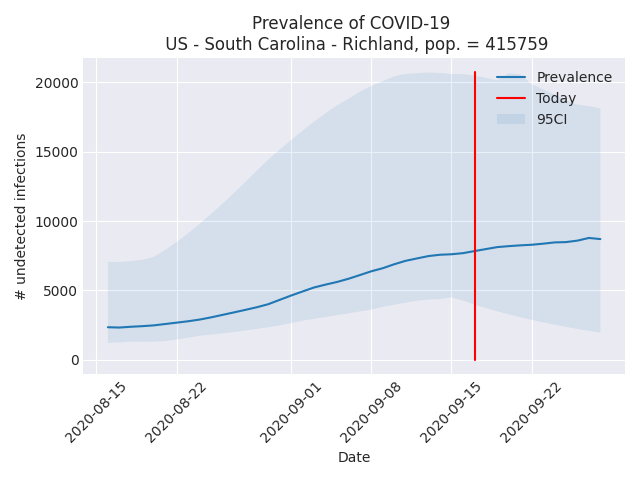 Prevalence of COVID-19
US - South Carolina - Richland, pop. = 415759
Prevalence
Today
95CI
# undetected infections
20000
15000
10000
5000
0
2020-08-15
2020-08-22
2020-09-01
2020-09-08
2020-09-15
2020-09-22
Date